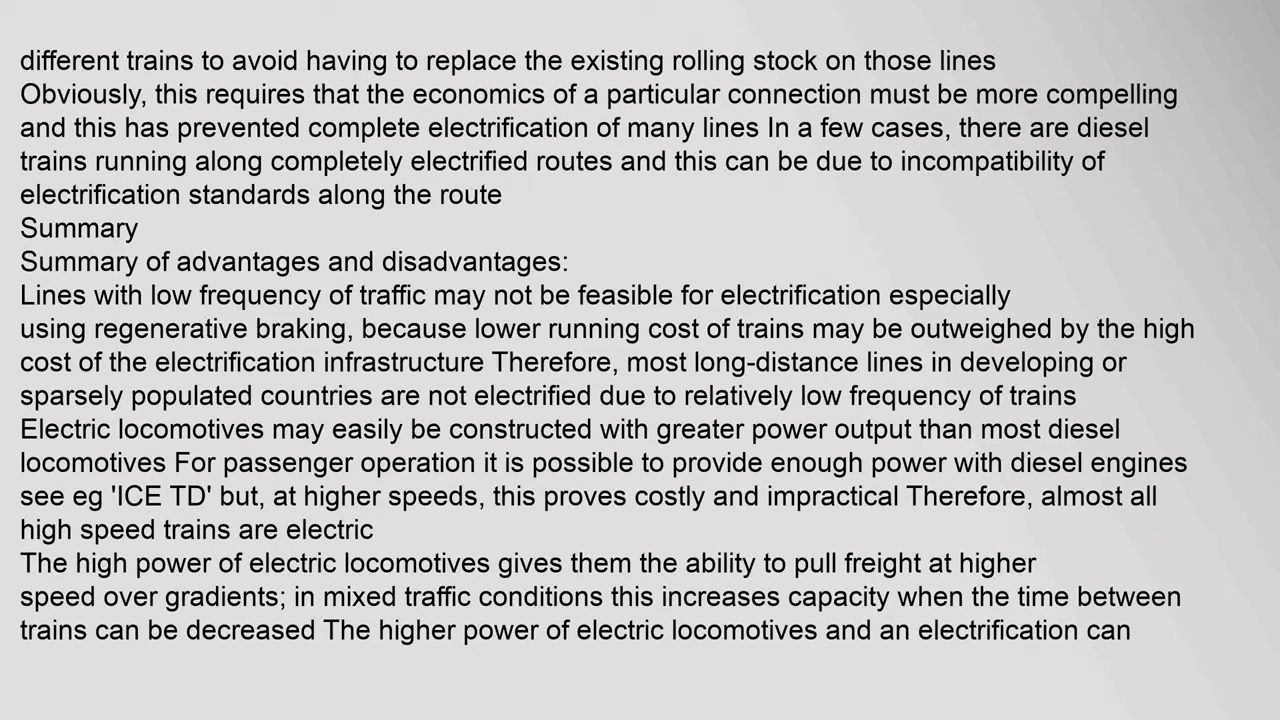 different trains to avoid having to replace the existing rolling stock on those lines
Obviously, this requires that the economics of a particular connection must be more compelling
and this has prevented complete electrification of many lines In a few cases, there are diesel
trains running along completely electrified routes and this can be due to incompatibility of
electrification standards along the route
Summary
Summary of advantages and disadvantages:
Lines with low frequency of traffic may not be feasible for electrification especially
using regenerative braking, because lower running cost of trains may be outweighed by the high
cost of the electrification infrastructure Therefore, most long-distance lines in developing or
sparsely populated countries are not electrified due to relatively low frequency of trains
Electric locomotives may easily be constructed with greater power output than most diesel
locomotives For passenger operation it is possible to provide enough power with diesel engines
see eg 'ICE TD' but, at higher speeds, this proves costly and impractical Therefore, almost all
high speed trains are electric
The high power of electric locomotives gives them the ability to pull freight at higher
speed over gradients; in mixed traffic conditions this increases capacity when the time between
trains can be decreased The higher power of electric locomotives and an electrification can